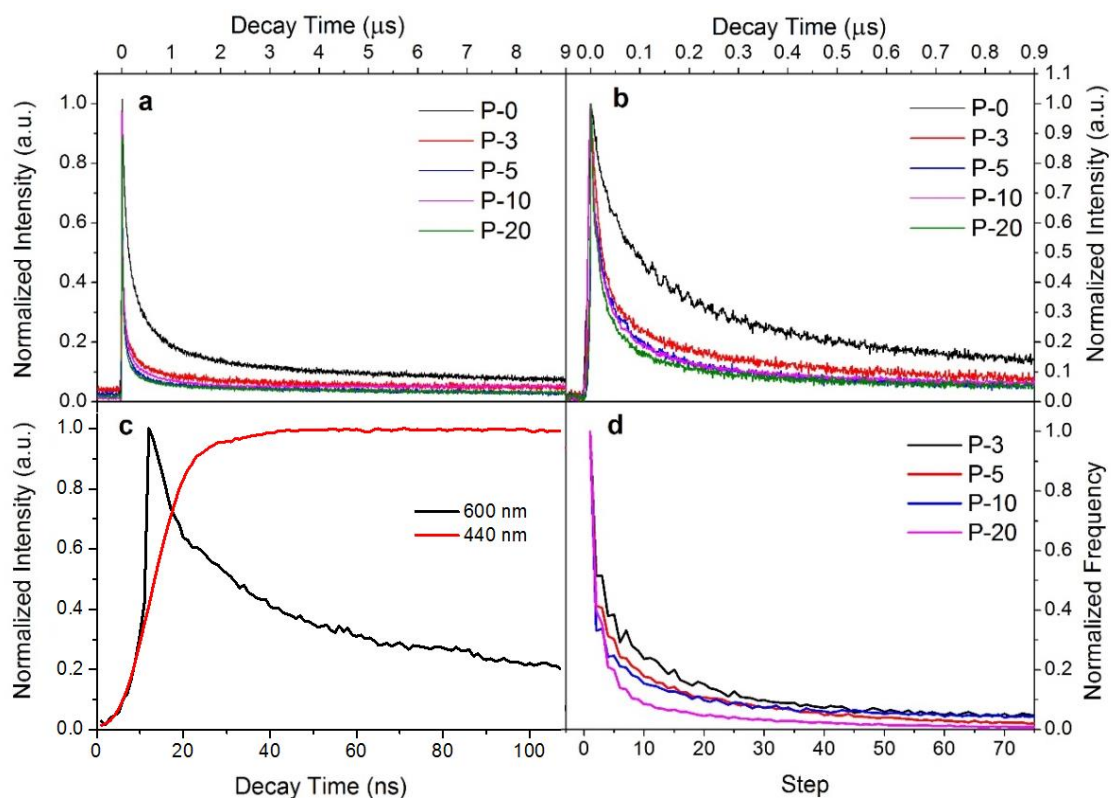 Decay Time (μs)
0 1 2 3 4 5 6 7 8 9
Decay Time (μs)
0.0 0.1 0.2 0.3 0.4 0.5 0.6 0.7 0.8 0.9
Normalized Intensity (a.u.)
1.0
0.8
0.6
0.4
0.2
0.0
a
P-0
P-3
P-5
P-10
P-20
b
P-0
P-3
P-5
P-10
P-20
1.1
1.0
0.9
0.8
0.7
0.6
0.5
0.4
0.3
0.2
0.1
0.0
Normalized Intensity (a.u.)
Normalized Intensity (a.u.)
1.0
0.8
0.6
0.4
0.2
0.0
c
600 nm
440 nm
0 20 40 60 80 100
Decay Time (ns)
d
P-3
P-5
P-10
P-20
1.0
0.8
0.6
0.4
0.2
0.0
Normalized Frequency
0 10 20 30 40 50 60 70
Step